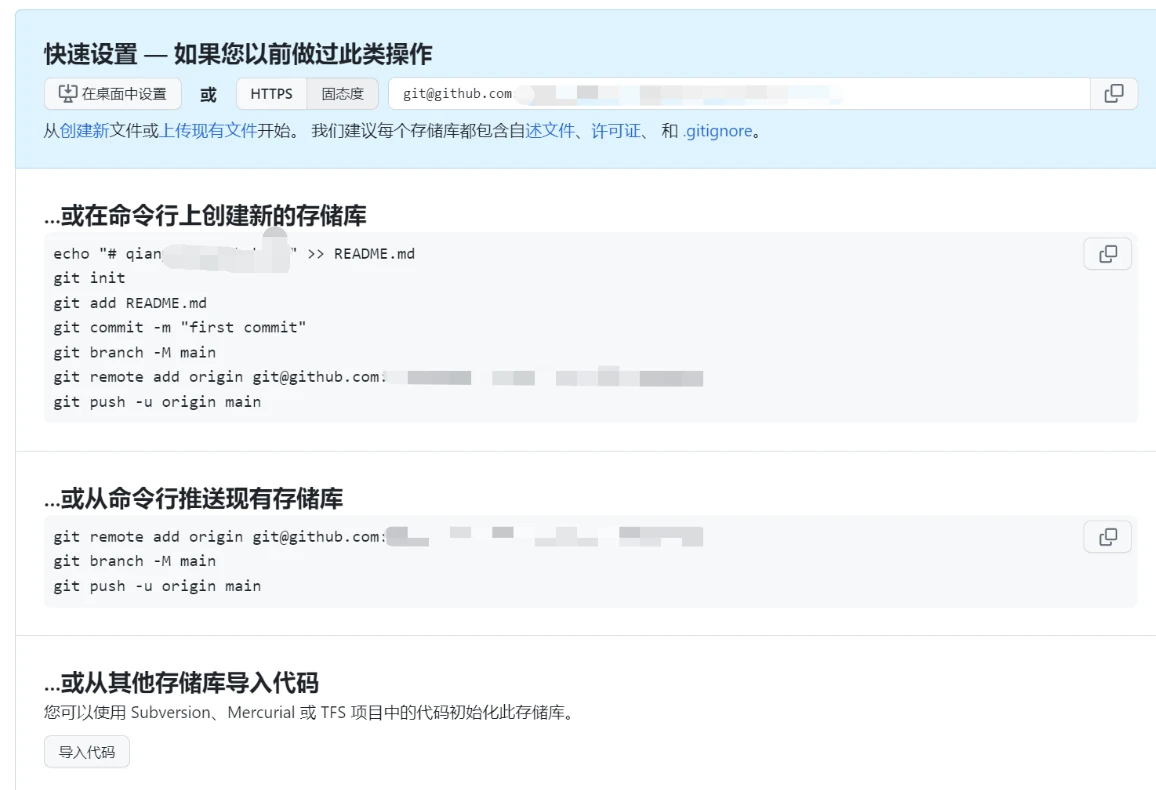 快速设置 — 如果您以前做过此类操作
在桌面中设置 或 HTTPS 固态度 git@github.com:
从创建新文件或上传现有文件开始。 我们建议每个存储库都包含自述文件、许可证、 和 .gitignore。
...或在命令行上创建新的存储库
echo "# qian " >> README.md
git init
git add README.md
git commit -m "first commit"
git branch -M main
git remote add origin git@github.com:
git push -u origin main
...或从命令行推送现有存储库
git remote add origin git@github.com:
git branch -M main
git push -u origin main
...或从其他存储库导入代码
您可以使用 Subversion、Mercurial 或 TFS 项目中的代码初始化此存储库。
导入代码